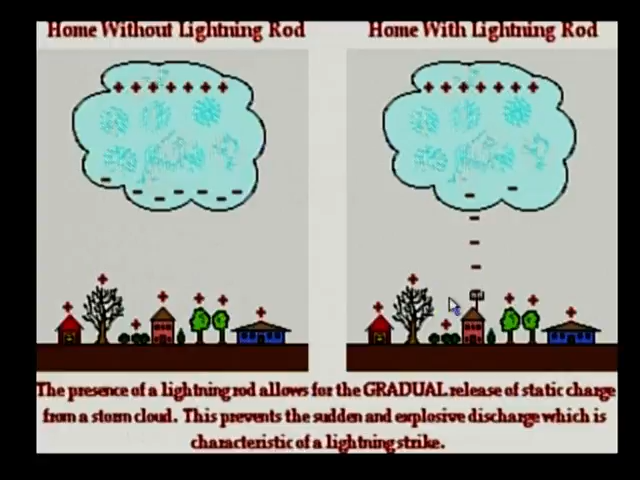 Home Without Lightning Rod
Home With Lightning Rod
The presence of a lightning rod allows for the GRADUAL release of static charge
from a storm cloud. This prevents the sudden and explosive discharge which is
characteristic of a lightning strike.